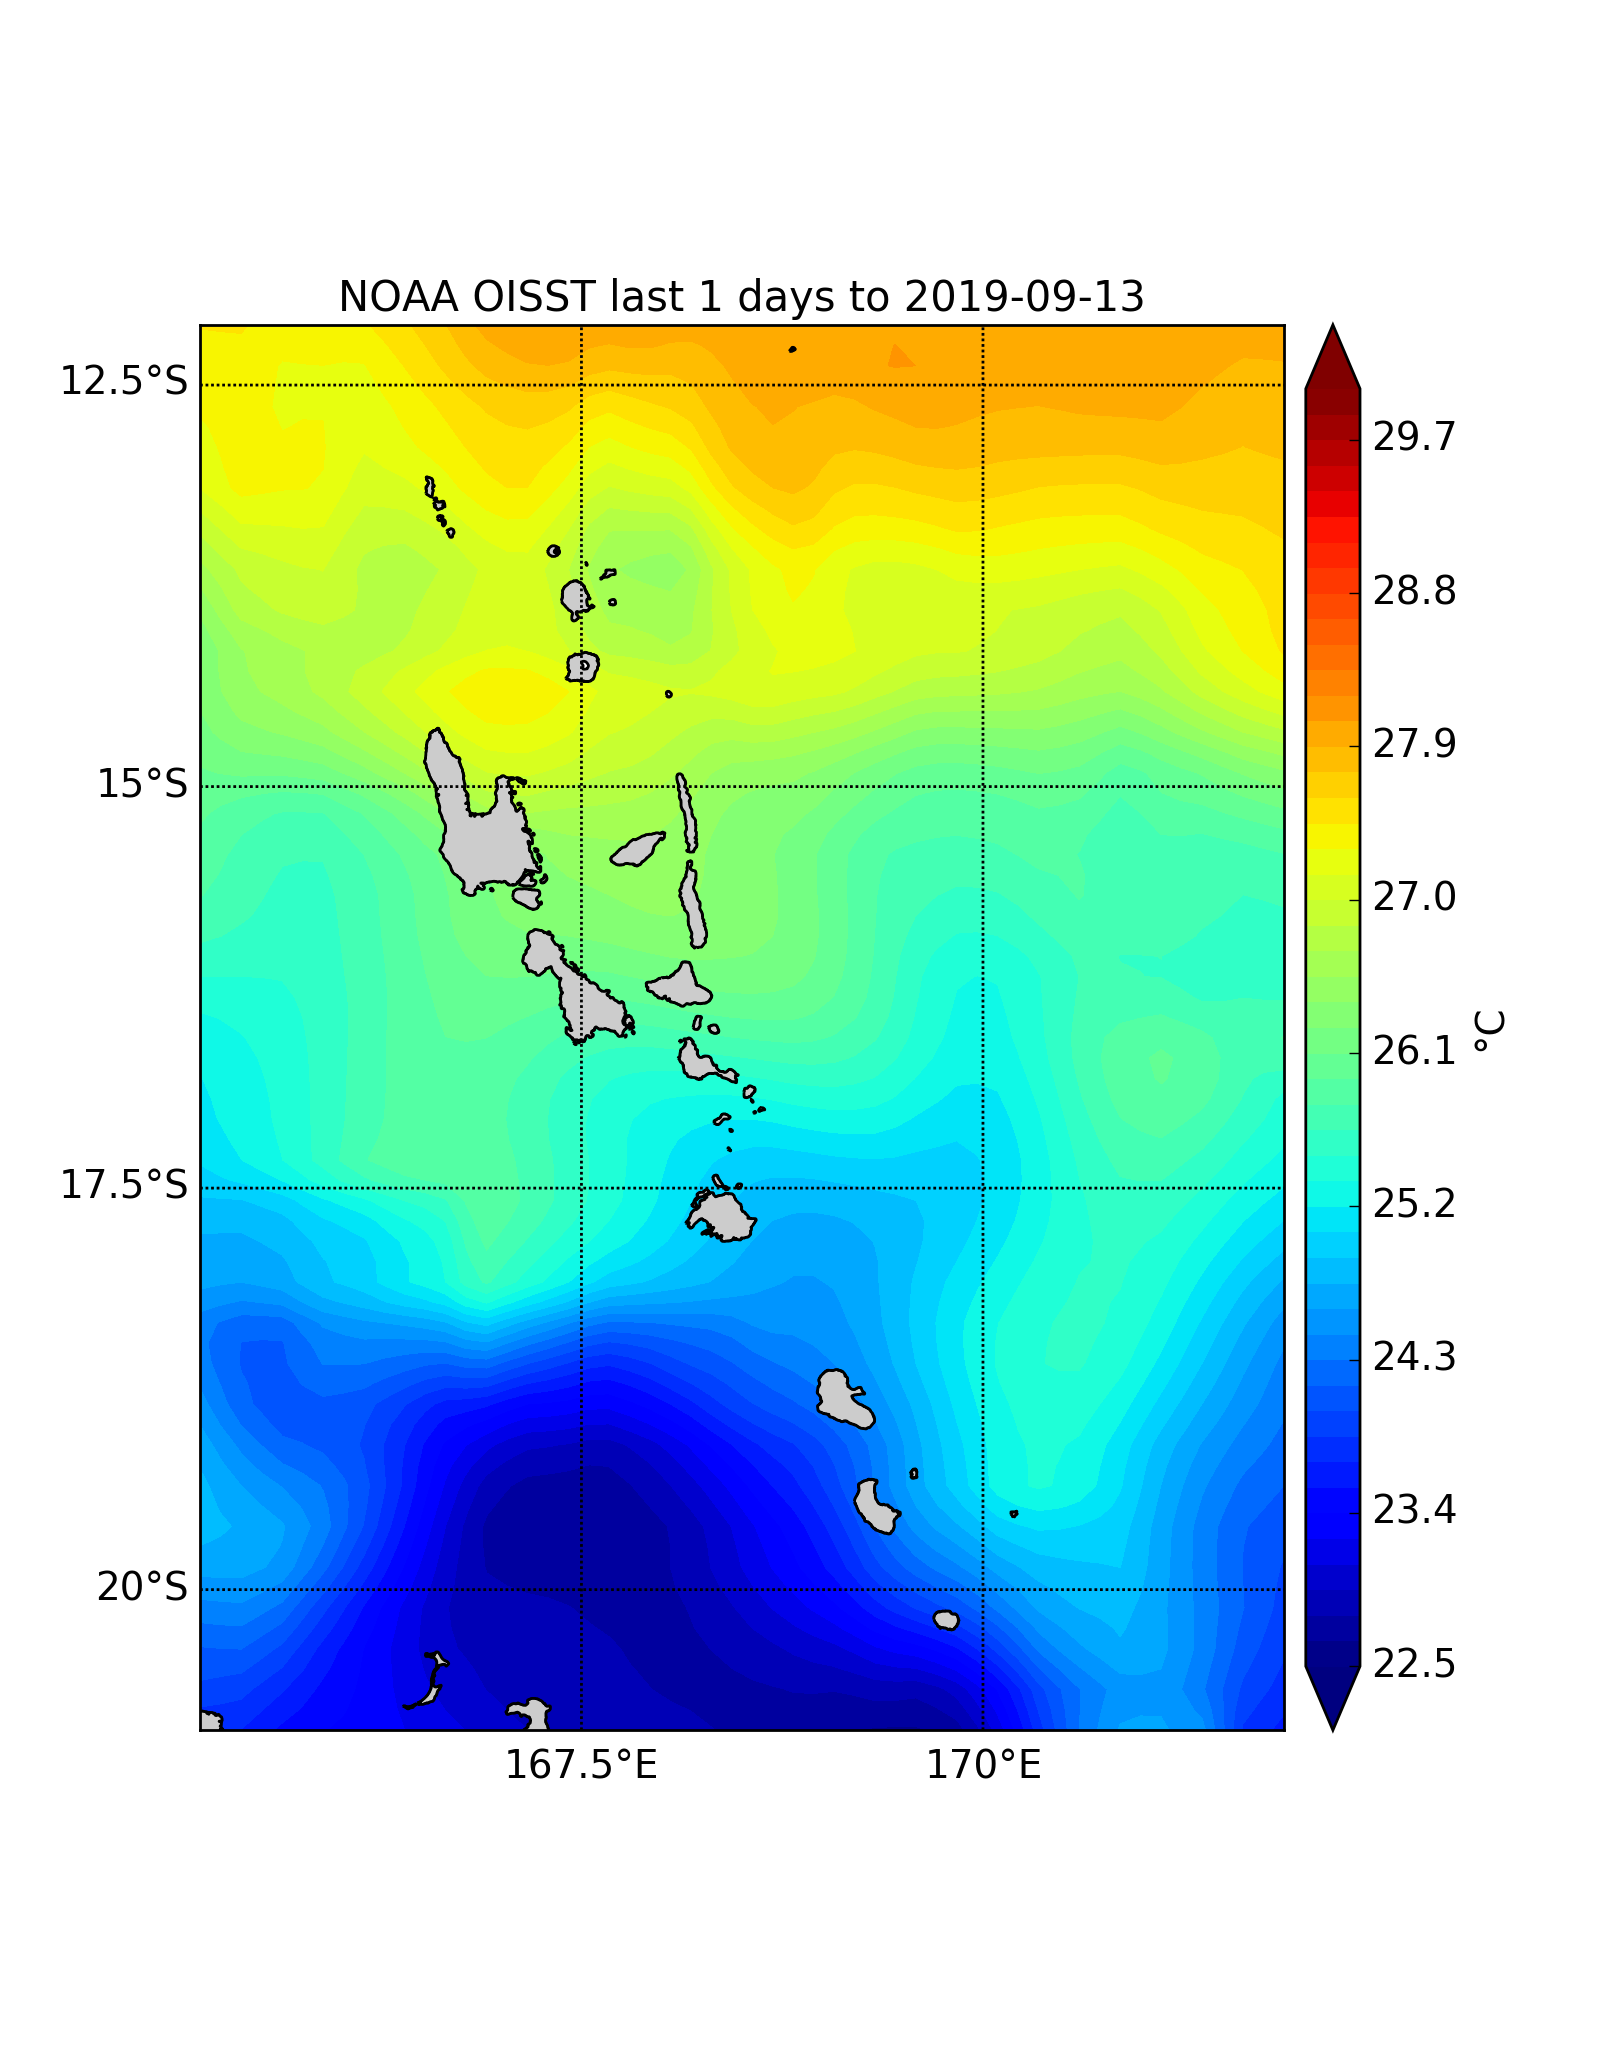 NOAA OISST last 1 days to 2019-09-13
12.5°S
15°S
17.5°S
20°S
167.5°E
170°E
29.7
28.8
27.9
27.0
26.1
25.2
24.3
23.4
22.5
°C